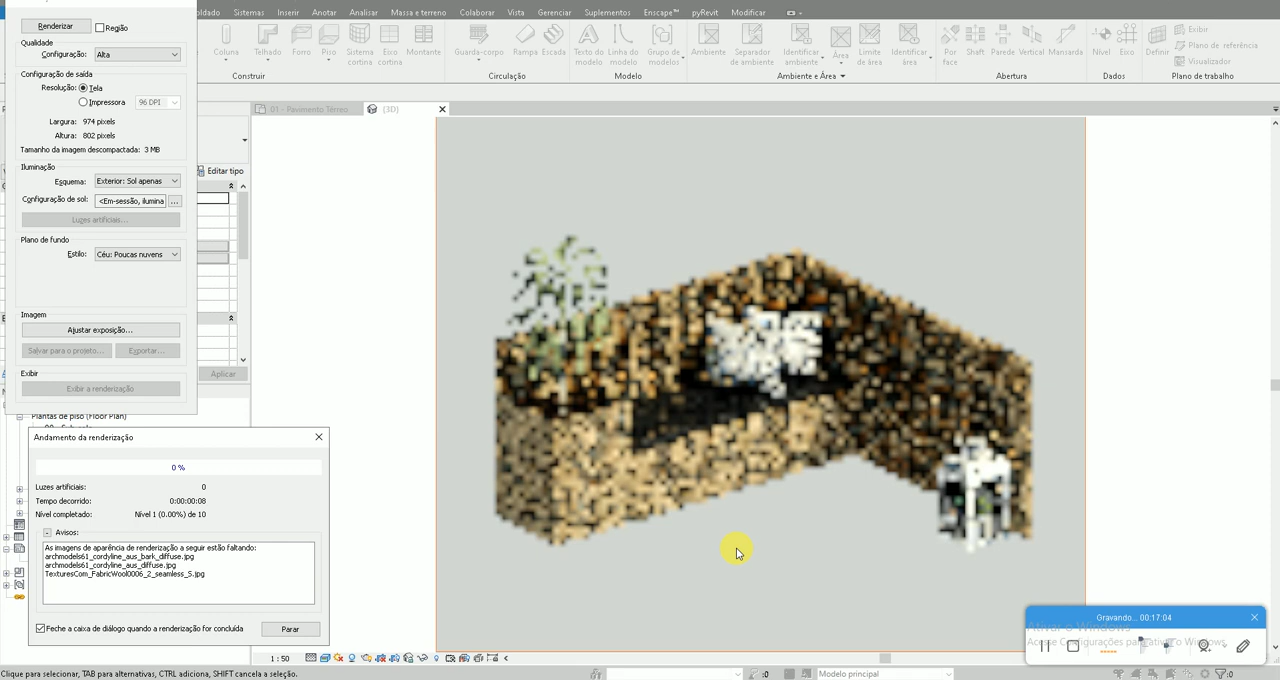 oldado Sistemas Inserir Anotar Analisar Massa e terreno Colaborar Vista Gerenciar Suplementos Enscape™ pyRevit Modificar
Renderizar Região
Qualidade
Configuração: Alta
Configuração de saída
Resolução: Tela
Impressora 96 DPI
Largura: 974 pixels
Altura: 802 pixels
Tamanho da imagem descompactada: 3 MB
Iluminação
Esquema: Exterior: Sol apenas
Configuração de sol: <Em-sessão, ilumina ...
Luzes artificiais...
Plano de fundo
Estilo: Céu: Poucas nuvens
Imagem
Ajustar exposição...
Salvar para o projeto... Exportar...
Exibir
Exibir a renderização
Coluna Telhado Forro Piso Sistema cortina Eixo cortina Montante
Construir
Guarda-corpo Rampa Escada
Circulação
Texto do modelo Linha do modelo Grupo de modelos
Modelo
Ambiente Separador de ambiente Identificar ambiente Área Limite de área Identificar área
Ambiente e Área
Por face Shaft Parede Vertical Mansarda
Abertura
Nível Eixo
Dados
Definir Exibir
Plano de referência
Visualizador
Plano de trabalho
01 - Pavimento Térreo {3D}
Editar tipo
Aplicar
Plantas de piso (Floor Plan)
Andamento da renderização
0 %
Luzes artificiais: 0
Tempo decorrido: 0:00:00:08
Nível completado: Nível 1 (0.00%) de 10
Avisos:
As imagens de aparência de renderização a seguir estão faltando:
archmodels61_cordyline_aus_bark_diffuse.jpg
archmodels61_cordyline_aus_diffuse.jpg
TexturesCom_FabricWool0006_2_seamless_S.jpg
Feche a caixa de diálogo quando a renderização for concluída Parar
Gravando... 00:17:04
Ativar o Windows
Acesse Configurações para ativar o Windows.
1 : 50
Clique para selecionar, TAB para alternativas, CTRL adiciona, SHIFT cancela a seleção. :0 Modelo principal :0